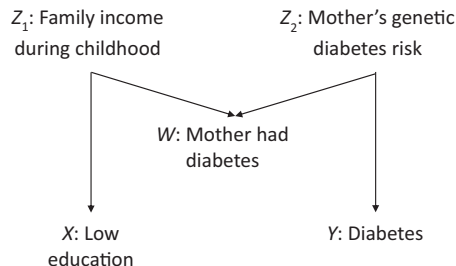 Z₁: Family income
during childhood
Z₂: Mother’s genetic
diabetes risk
W: Mother had
diabetes
X: Low
education
Y: Diabetes